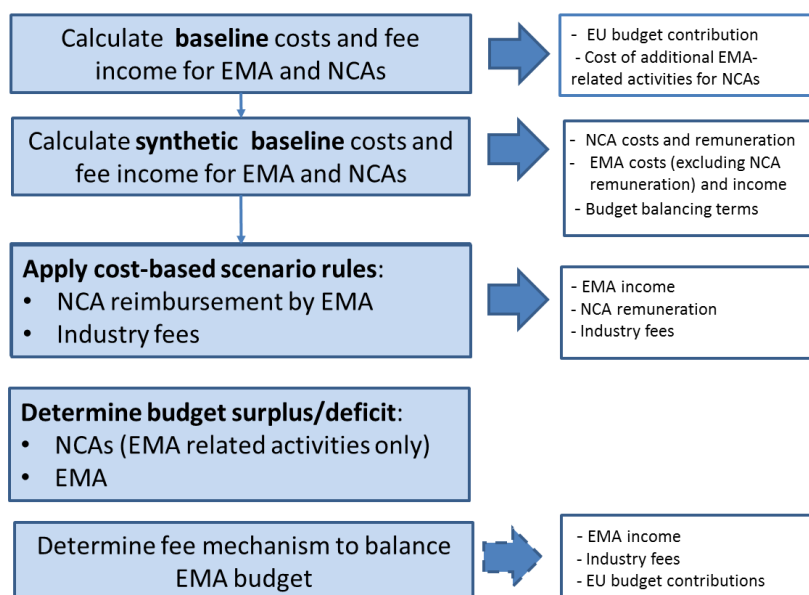 Calculate baseline costs and fee
income for EMA and NCAs
- EU budget contribution
- Cost of additional EMA-
related activities for NCAs
Calculate synthetic baseline costs and
fee income for EMA and NCAs
- NCA costs and remuneration
- EMA costs (excluding NCA
remuneration) and income
- Budget balancing terms
Apply cost-based scenario rules:
• NCA reimbursement by EMA
• Industry fees
- EMA income
- NCA remuneration
- Industry fees
Determine budget surplus/deficit:
• NCAs (EMA related activities only)
• EMA
Determine fee mechanism to balance
EMA budget
- EMA income
- Industry fees
- EU budget contributions